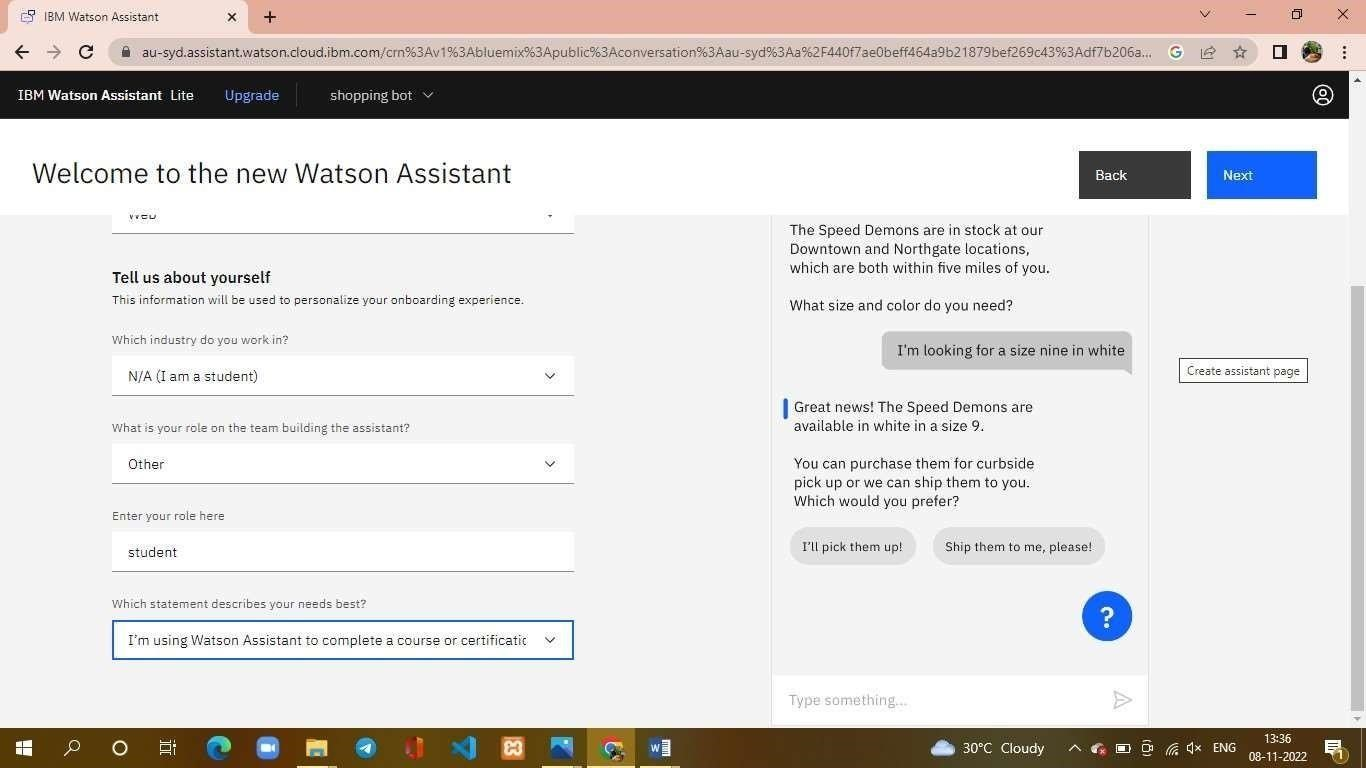 IBM Watson Assistant
au-syd.assistant.watson.cloud.ibm.com/crn%3Av1%3Abluemix%3Apublic%3Aconversation%3Aau-syd%3Aa%2F440f7ae0beff464a9b21879bef269c43%3Adf7b206a...
IBM Watson Assistant Lite Upgrade shopping bot
Welcome to the new Watson Assistant
Back
Next
Web
Tell us about yourself
This information will be used to personalize your onboarding experience.
Which industry do you work in?
N/A (I am a student)
What is your role on the team building the assistant?
Other
Enter your role here
student
Which statement describes your needs best?
I'm using Watson Assistant to complete a course or certificatic
The Speed Demons are in stock at our
Downtown and Northgate locations,
which are both within five miles of you.
What size and color do you need?
I'm looking for a size nine in white
Great news! The Speed Demons are
available in white in a size 9.
You can purchase them for curbside
pick up or we can ship them to you.
Which would you prefer?
I'll pick them up!
Ship them to me, please!
?
Type something...
Create assistant page
30°C Cloudy
ENG
13:36
08-11-2022
1